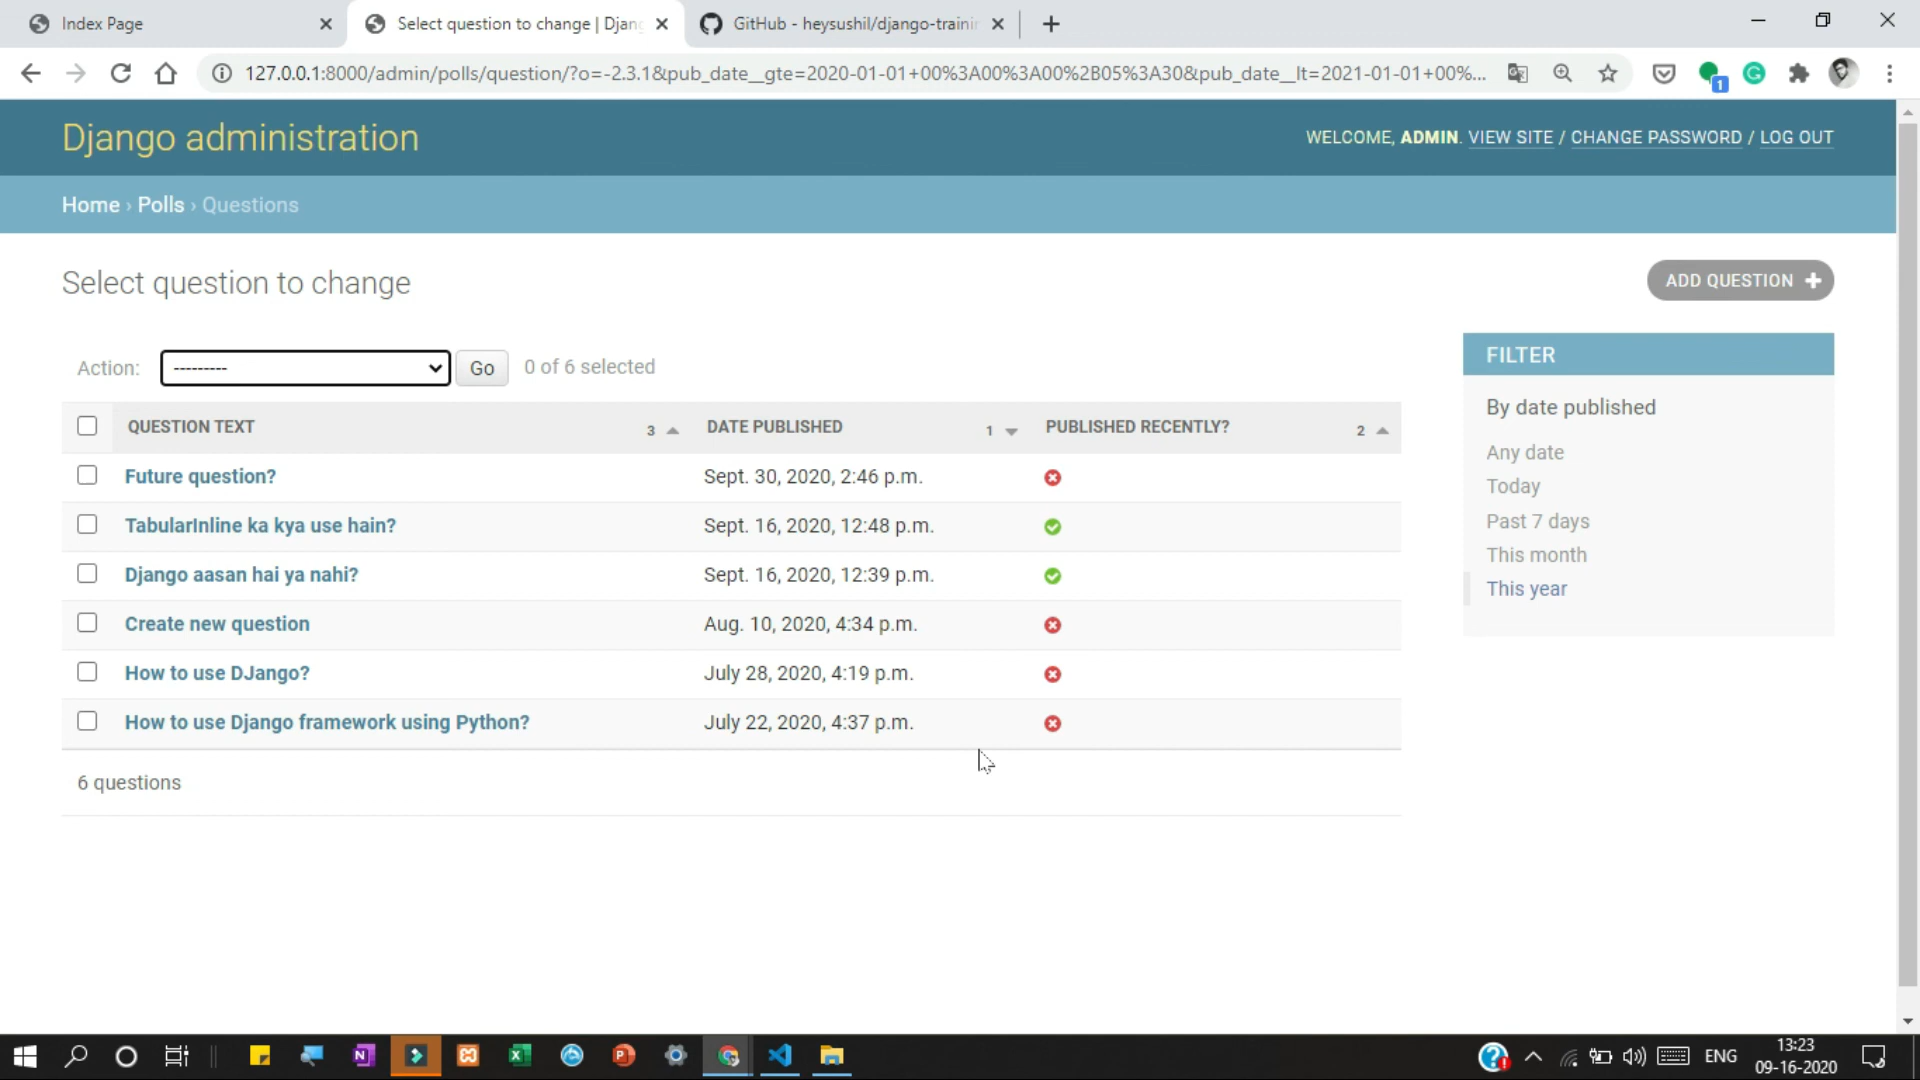 Index Page
Select question to change | Djan
GitHub - heysushil/django-trainin
127.0.0.1:8000/admin/polls/question/?o=-2.3.1&pub_date__gte=2020-01-01+00%3A00%3A00%2B05%3A30&pub_date__lt=2021-01-01+00%...
1
Django administration
WELCOME, ADMIN. VIEW SITE / CHANGE PASSWORD / LOG OUT
Home › Polls › Questions
Select question to change
ADD QUESTION +
Action: --------- Go 0 of 6 selected
QUESTION TEXT 3 DATE PUBLISHED 1 PUBLISHED RECENTLY? 2
Future question? Sept. 30, 2020, 2:46 p.m.
TabularInline ka kya use hain? Sept. 16, 2020, 12:48 p.m.
Django aasan hai ya nahi? Sept. 16, 2020, 12:39 p.m.
Create new question Aug. 10, 2020, 4:34 p.m.
How to use DJango? July 28, 2020, 4:19 p.m.
How to use Django framework using Python? July 22, 2020, 4:37 p.m.
6 questions
FILTER
By date published
Any date
Today
Past 7 days
This month
This year
ENG
13:23
09-16-2020